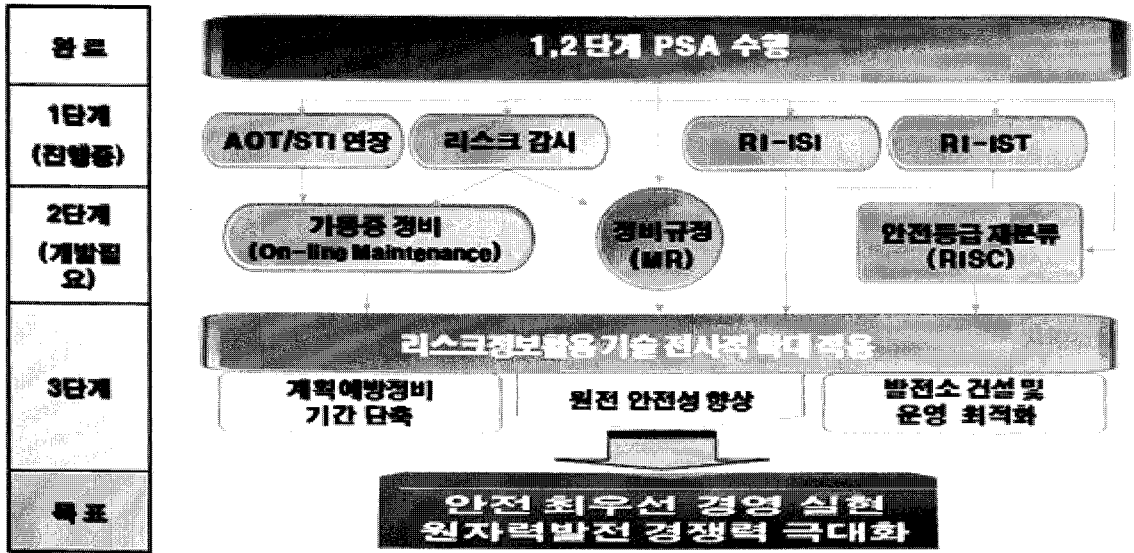 완료
1,2단계 PSA 수행
1단계
(진행중)
AOT/STI 연장
리스크 감시
RI-ISI
RI-IST
2단계
(개발필
요)
가동중 정비
(On-line Maintenance)
정비규정
(MR)
안전등급 재분류
(RISC)
3단계
리스크정보활용기술 전사적 확대 적용
계획예방정비
기간 단축
원전 안전성 향상
발전소 건설 및
운영 최적화
목표
안전 최우선 경영 실현
원자력발전 경쟁력 극대화